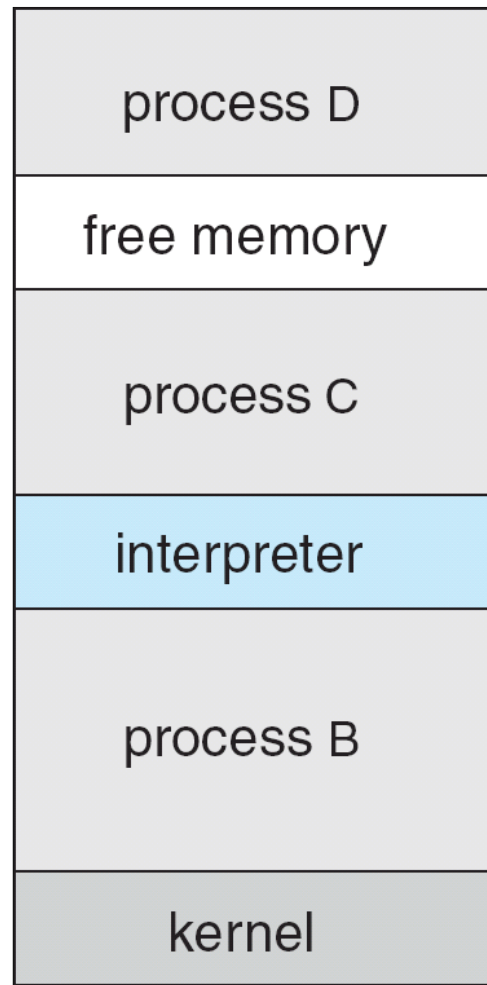 process D
free memory
process C
interpreter
process B
kernel